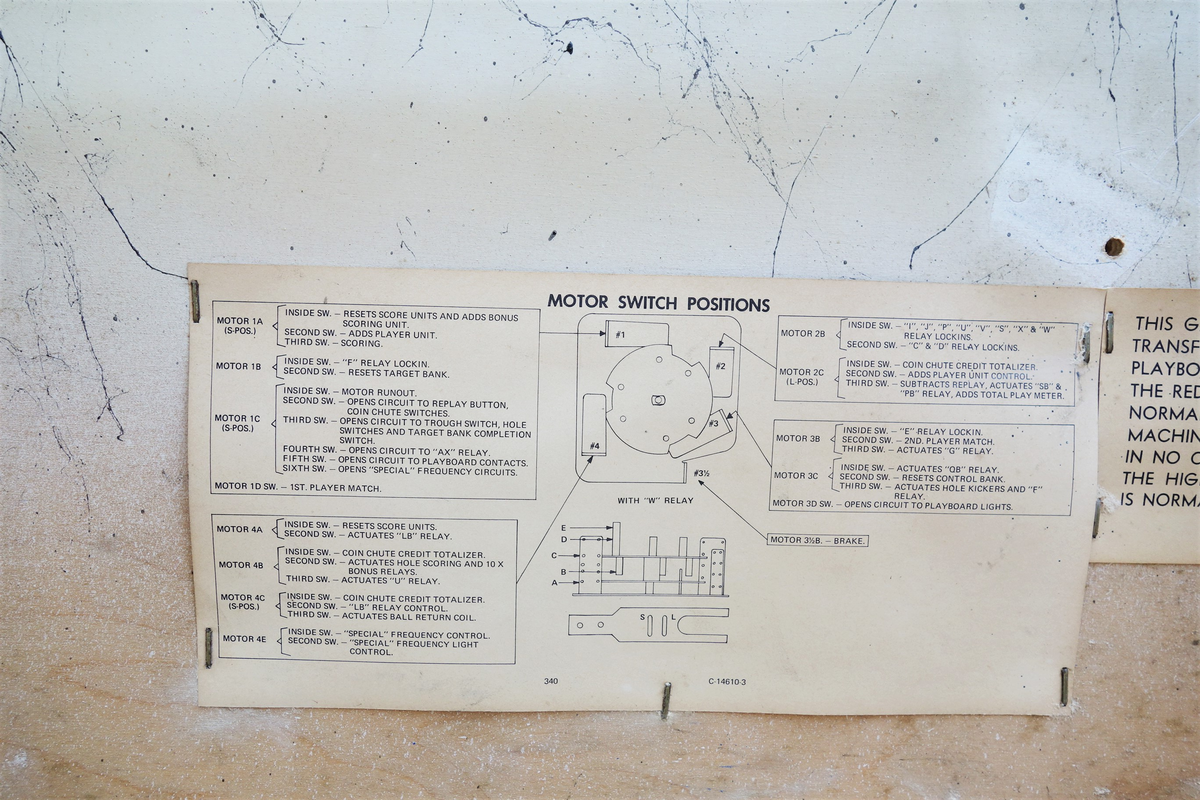 MOTOR SWITCH POSITIONS
MOTOR 1A
(S-POS.)
INSIDE SW. – RESETS SCORE UNITS AND ADDS BONUS
SCORING UNIT.
SECOND SW. – ADDS PLAYER UNIT.
THIRD SW. – SCORING.
MOTOR 1B
INSIDE SW. – "F" RELAY LOCKIN.
SECOND SW. – RESETS TARGET BANK.
MOTOR 1C
(S-POS.)
INSIDE SW. – MOTOR RUNOUT.
SECOND SW. – OPENS CIRCUIT TO REPLAY BUTTON,
COIN CHUTE SWITCHES.
THIRD SW. – OPENS CIRCUIT TO TROUGH SWITCH, HOLE
SWITCHES AND TARGET BANK COMPLETION
SWITCH.
FOURTH SW. – OPENS CIRCUIT TO "AX" RELAY.
FIFTH SW. – OPENS CIRCUIT TO PLAYBOARD CONTACTS.
SIXTH SW. – OPENS "SPECIAL" FREQUENCY CIRCUITS.
MOTOR 1D SW. – 1ST. PLAYER MATCH.
MOTOR 4A
INSIDE SW. – RESETS SCORE UNITS.
SECOND SW. – ACTUATES "LB" RELAY.
MOTOR 4B
INSIDE SW. – COIN CHUTE CREDIT TOTALIZER.
SECOND SW. – ACTUATES HOLE SCORING AND 10 X
BONUS RELAYS.
THIRD SW. – ACTUATES "U" RELAY.
MOTOR 4C
(S-POS.)
INSIDE SW. – COIN CHUTE CREDIT TOTALIZER.
SECOND SW. – "LB" RELAY CONTROL.
THIRD SW. – ACTUATES BALL RETURN COIL.
MOTOR 4E
INSIDE SW. – "SPECIAL" FREQUENCY CONTROL.
SECOND SW. – "SPECIAL" FREQUENCY LIGHT
CONTROL.
#1
#2
#3
#4
#3½
WITH "W" RELAY
E
D
C
B
A
S L
340
C-14610-3
MOTOR 2B
INSIDE SW. – "I", "J", "P", "U", "V", "S", "X" & "W"
RELAY LOCKINS.
SECOND SW. – "C" & "D" RELAY LOCKINS.
MOTOR 2C
(L-POS.)
INSIDE SW. – COIN CHUTE CREDIT TOTALIZER.
SECOND SW. – ADDS PLAYER UNIT CONTROL.
THIRD SW. – SUBTRACTS REPLAY, ACTUATES "SB" &
"PB" RELAY, ADDS TOTAL PLAY METER.
MOTOR 3B
INSIDE SW. – "E" RELAY LOCKIN.
SECOND SW. – 2ND. PLAYER MATCH.
THIRD SW. – ACTUATES "G" RELAY.
MOTOR 3C
INSIDE SW. – ACTUATES "QB" RELAY.
SECOND SW. – RESETS CONTROL BANK.
THIRD SW. – ACTUATES HOLE KICKERS AND "F"
RELAY.
MOTOR 3D SW. – OPENS CIRCUIT TO PLAYBOARD LIGHTS.
MOTOR 3½B. – BRAKE.
THIS G
TRANSF
PLAYBO
THE RED
NORMA
MACHIN
IN NO C
THE HIG
IS NORMA